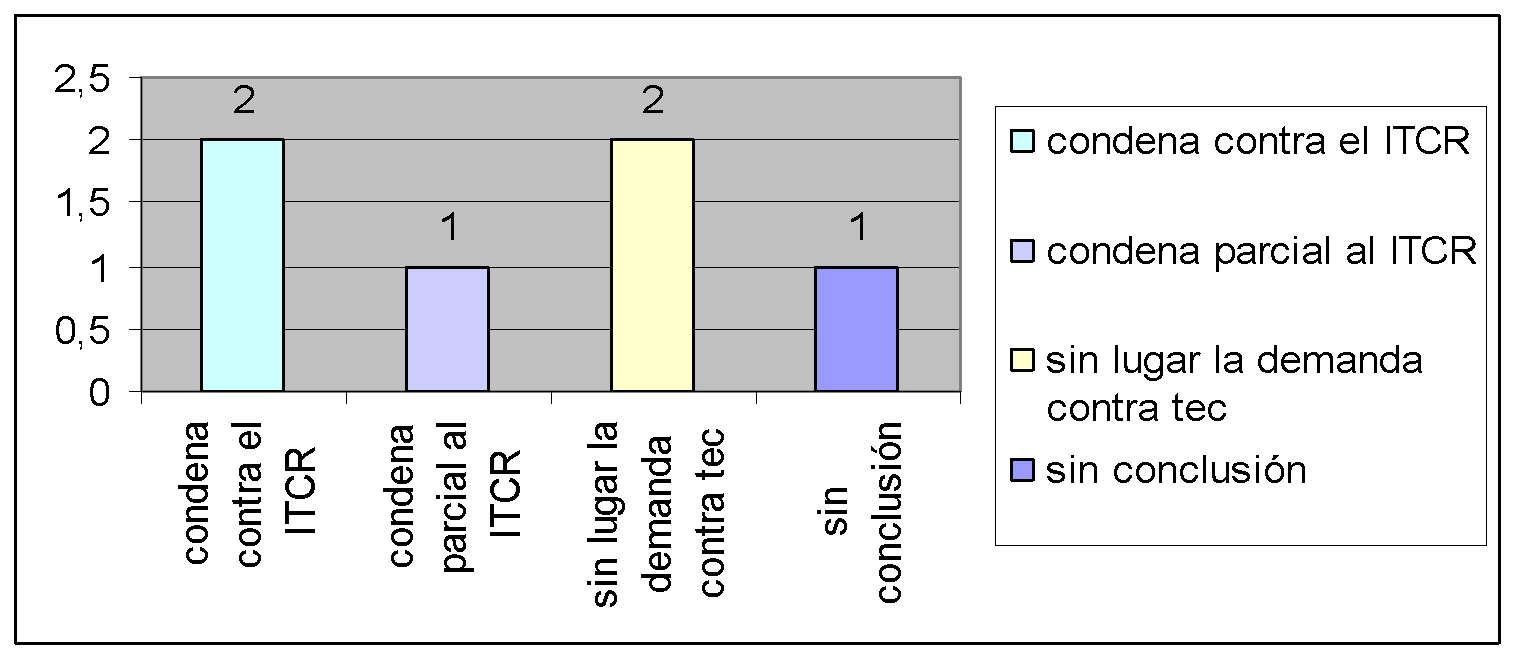 2,5
2
1,5
1
0,5
0
2
1
2
1
condena
contra el
ITCR
condena
parcial al
ITCR
sin lugar la
demanda
contra tec
sin
conclusión
condena contra el ITCR
condena parcial al ITCR
sin lugar la demanda
contra tec
sin conclusión